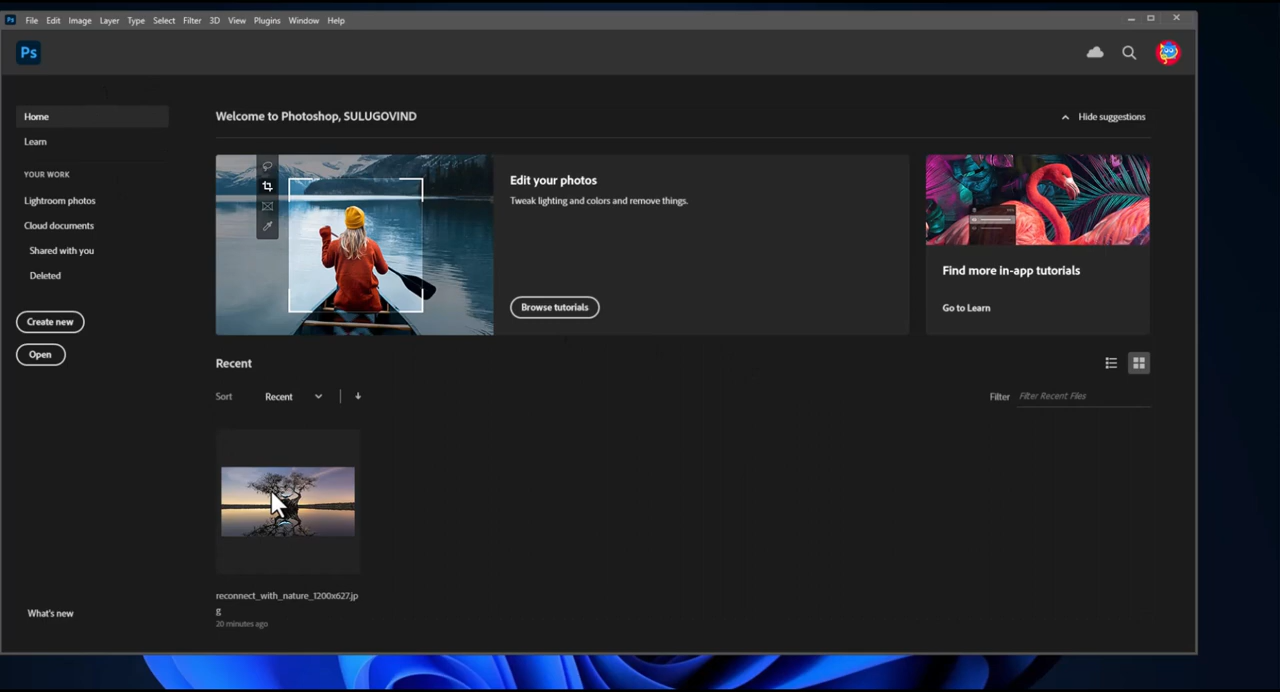 Ps File Edit Image Layer Type Select Filter 3D View Plugins Window Help
Ps
Home
Learn
YOUR WORK
Lightroom photos
Cloud documents
Shared with you
Deleted
Create new
Open
What's new
Welcome to Photoshop, SULUGOVIND
Hide suggestions
Edit your photos
Tweak lighting and colors and remove things.
Browse tutorials
Find more in-app tutorials
Go to Learn
Recent
Sort Recent
Filter Filter Recent Files
reconnect_with_nature_1200x627.jp
g
20 minutes ago